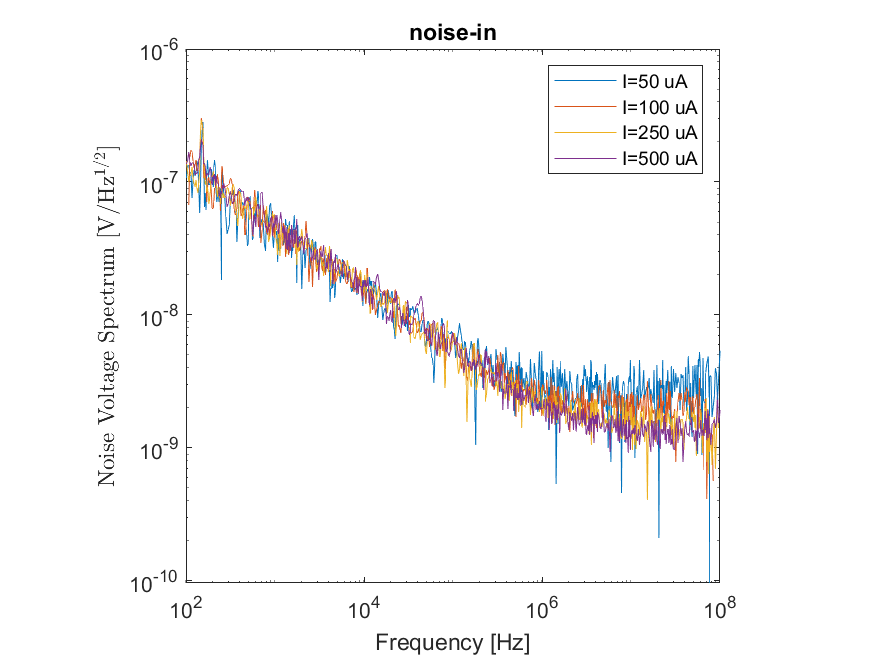 noise-in
10^-6
10^-7
10^-8
10^-9
10^-10
Noise Voltage Spectrum [V/Hz^1/2]
I=50 uA
I=100 uA
I=250 uA
I=500 uA
10^2 10^4 10^6 10^8
Frequency [Hz]